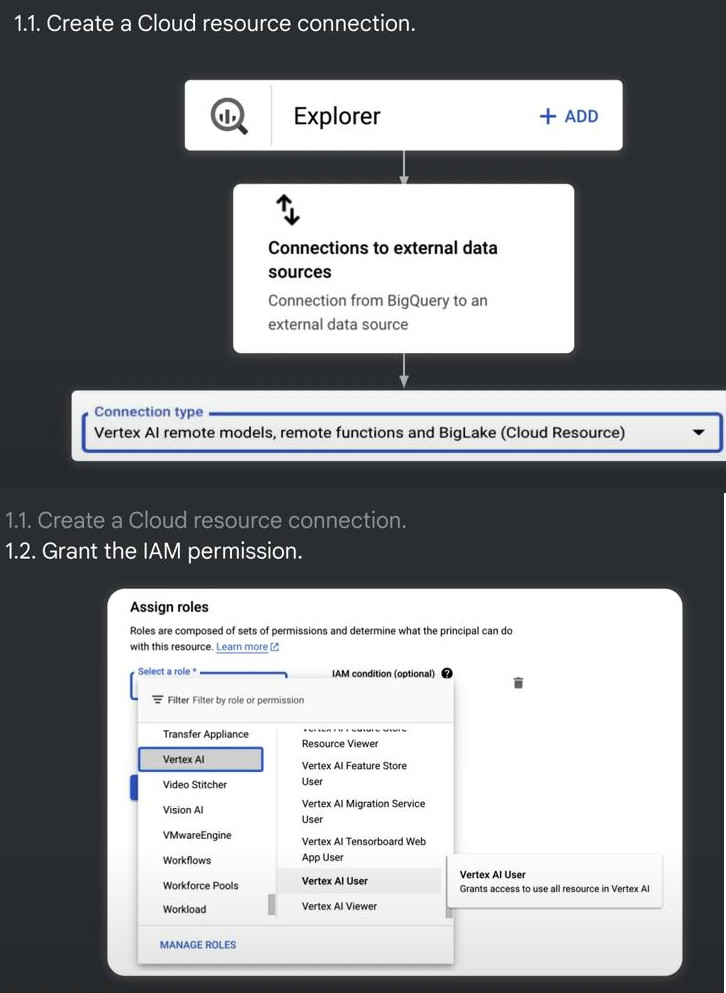 1.1. Create a Cloud resource connection.
Explorer
+ ADD
Connections to external data
sources
Connection from BigQuery to an
external data source
Connection type
Vertex AI remote models, remote functions and BigLake (Cloud Resource)
1.1. Create a Cloud resource connection.
1.2. Grant the IAM permission.
Assign roles
Roles are composed of sets of permissions and determine what the principal can do
with this resource. Learn more
Select a role *
IAM condition (optional)
Filter Filter by role or permission
Transfer Appliance
Vertex AI
Video Stitcher
Vision AI
VMwareEngine
Workflows
Workforce Pools
Workload
Resource Viewer
Vertex AI Feature Store
User
Vertex AI Migration Service
User
Vertex AI Tensorboard Web
App User
Vertex AI User
Vertex AI Viewer
Vertex AI User
Grants access to use all resource in Vertex AI
MANAGE ROLES